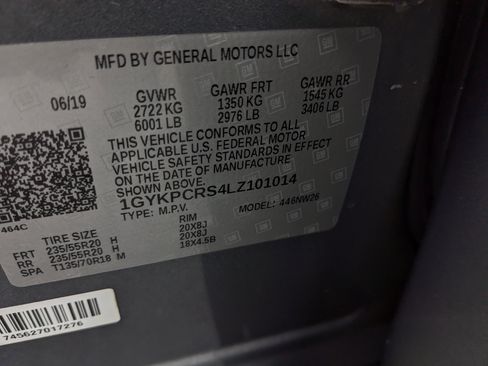 MFD BY GENERAL MOTORS LLC
06/19 GVWR GAWR FRT GAWR RR
2722 KG 1350 KG 1545 KG
6001 LB 2976 LB 3406 LB
THIS VEHICLE CONFORMS TO ALL
APPLICABLE U.S. FEDERAL MOTOR
VEHICLE SAFETY STANDARDS IN EFFECT
ON THE DATE OF MANUFACTURE
SHOWN ABOVE.
1GYKPCRS4LZ101014
TYPE: M.P.V. MODEL: 446NW26
464C
TIRE SIZE RIM
FRT 235/55R20 H 20X8J
RR 235/55R20 H 20X8J
SPA T135/70R18 M 18X4.5B
745627017276